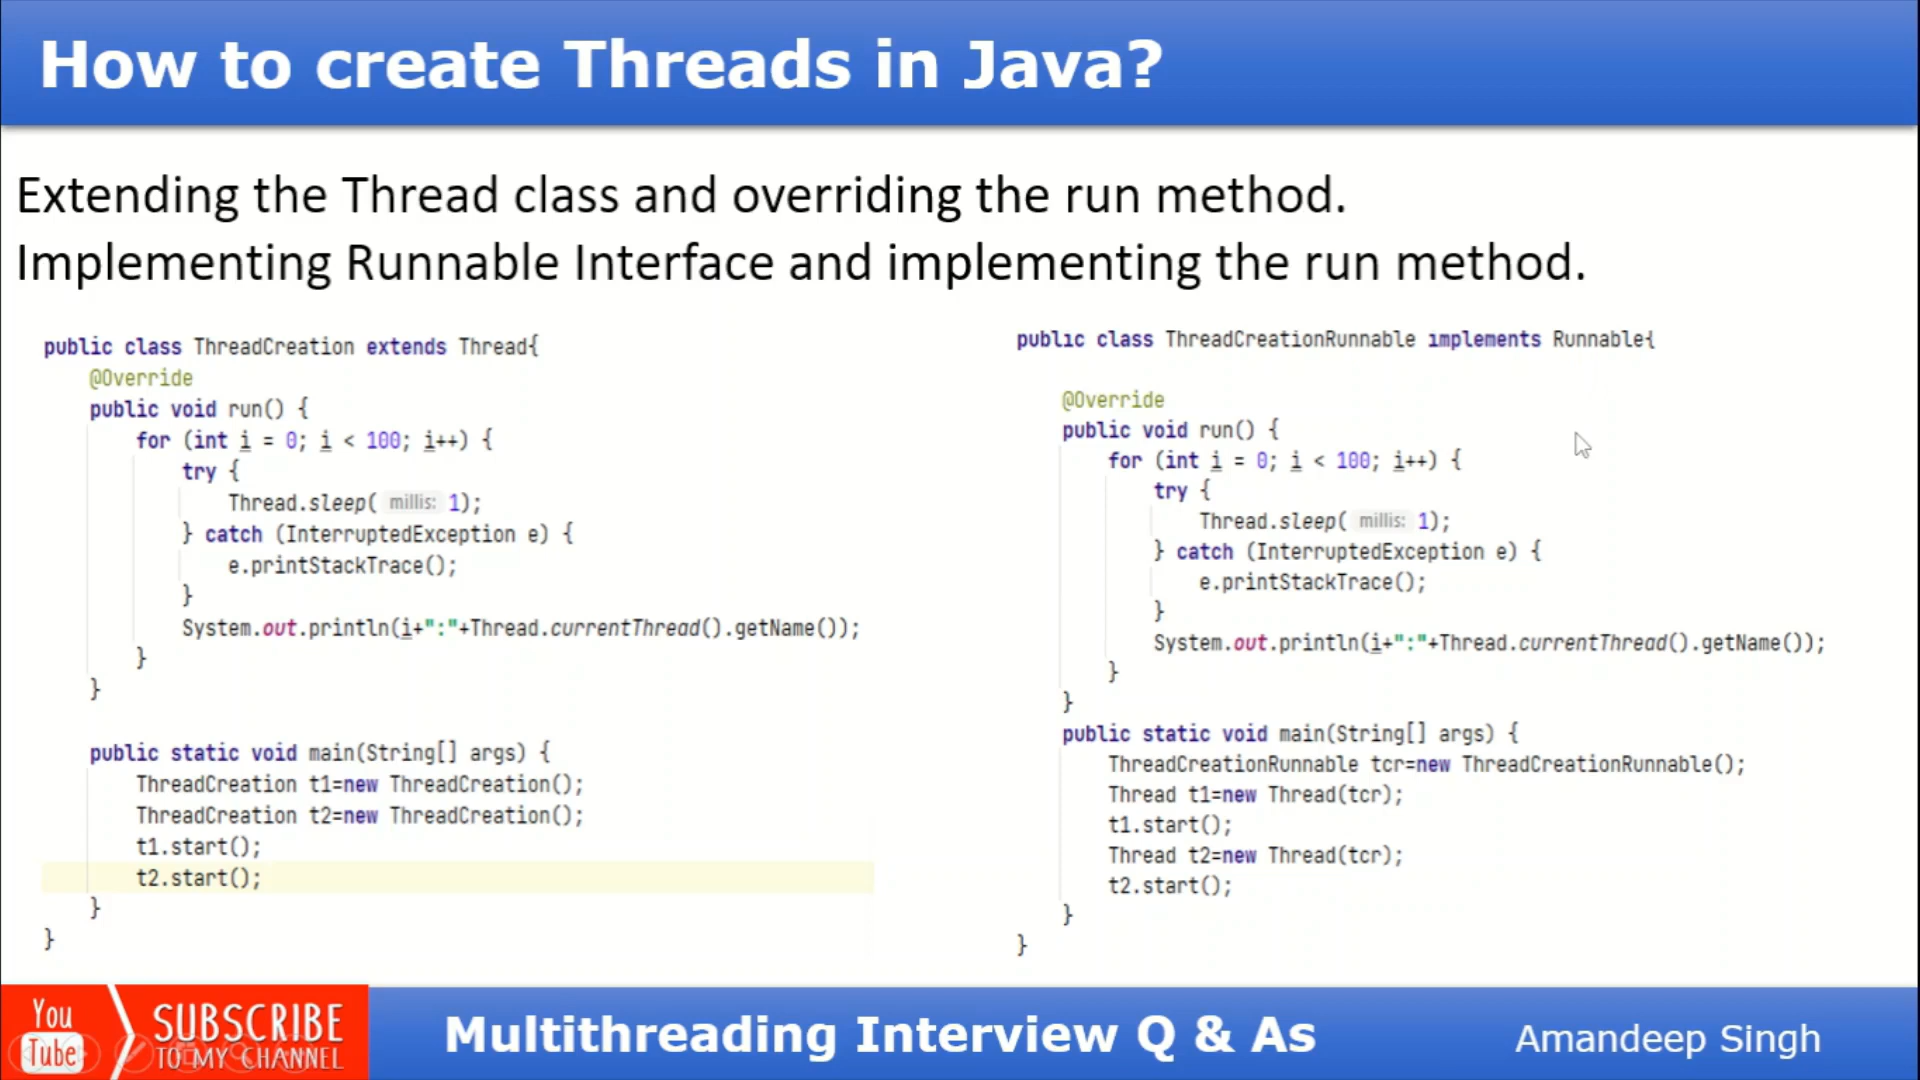 How to create Threads in Java?
Extending the Thread class and overriding the run method.
Implementing Runnable Interface and implementing the run method.
public class ThreadCreation extends Thread{
@Override
public void run() {
for (int i = 0; i < 100; i++) {
try {
Thread.sleep( millis: 1);
} catch (InterruptedException e) {
e.printStackTrace();
}
System.out.println(i+":"+Thread.currentThread().getName());
}
}
public static void main(String[] args) {
ThreadCreation t1=new ThreadCreation();
ThreadCreation t2=new ThreadCreation();
t1.start();
t2.start();
}
}
public class ThreadCreationRunnable implements Runnable{
@Override
public void run() {
for (int i = 0; i < 100; i++) {
try {
Thread.sleep( millis: 1);
} catch (InterruptedException e) {
e.printStackTrace();
}
System.out.println(i+":"+Thread.currentThread().getName());
}
}
public static void main(String[] args) {
ThreadCreationRunnable tcr=new ThreadCreationRunnable();
Thread t1=new Thread(tcr);
t1.start();
Thread t2=new Thread(tcr);
t2.start();
}
}
You
Tube
SUBSCRIBE
TO MY CHANNEL
Multithreading Interview Q & As
Amandeep Singh